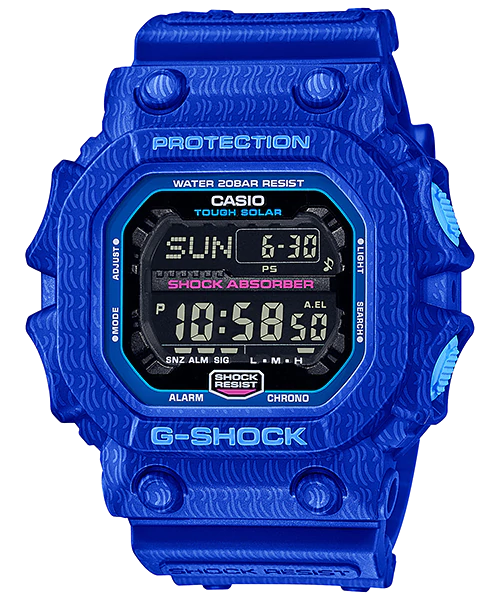 PROTECTION
WATER 20BAR RESIST
CASIO
TOUGH SOLAR
SUN 6-30
PS
SHOCK ABSORBER
P 10:58 50
A.EL
SNZ ALM SIG L • M • H
ALARM SHOCK RESIST CHRONO
G-SHOCK
ADJUST
MODE
LIGHT
SEARCH
SHOCK RESIST